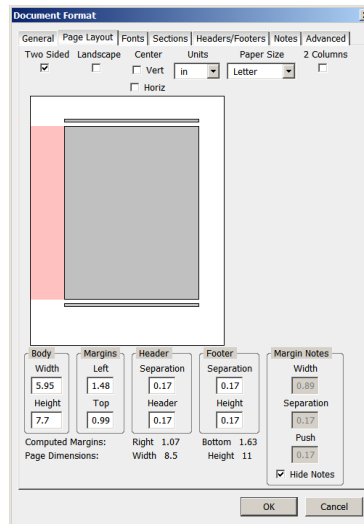 Document Format
General Page Layout Fonts Sections Headers/Footers Notes Advanced
Two Sided Landscape Center Units Paper Size 2 Columns
Vert in Letter
Horiz
Body Margins Header Footer Margin Notes
Width Left Separation Separation Width
5.95 1.48 0.17 0.17 0.89
Height Top Header Height Separation
7.7 0.99 0.17 0.17 0.17
Computed Margins: Right 1.07 Bottom 1.63 Push
Page Dimensions: Width 8.5 Height 11 0.17
Hide Notes
OK Cancel